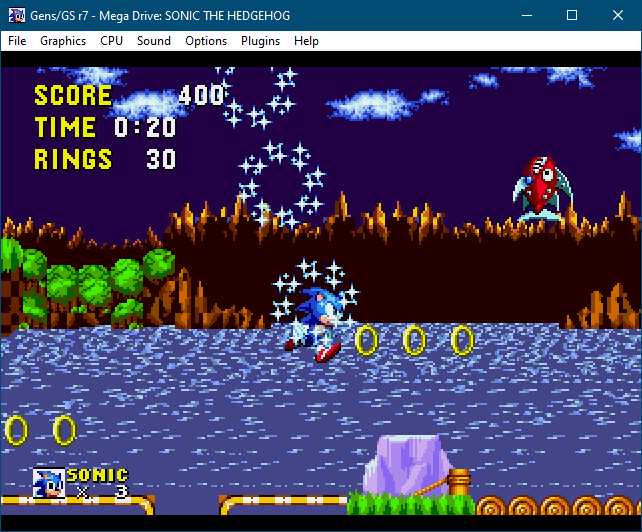 Gens/GS r7 - Mega Drive: SONIC THE HEDGEHOG
File Graphics CPU Sound Options Plugins Help
SCORE 400
TIME 0:20
RINGS 30
SONIC
X 3